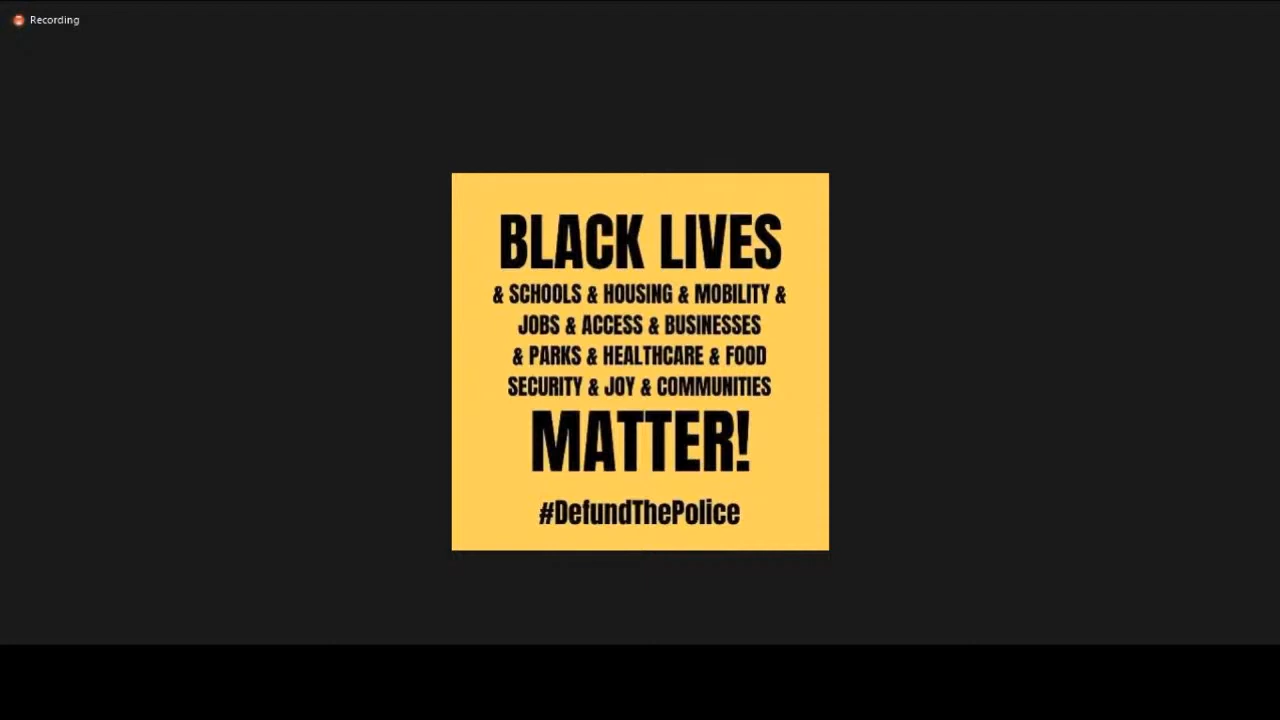 Recording
BLACK LIVES
& SCHOOLS & HOUSING & MOBILITY &
JOBS & ACCESS & BUSINESSES
& PARKS & HEALTHCARE & FOOD
SECURITY & JOY & COMMUNITIES
MATTER!
#DefundThePolice